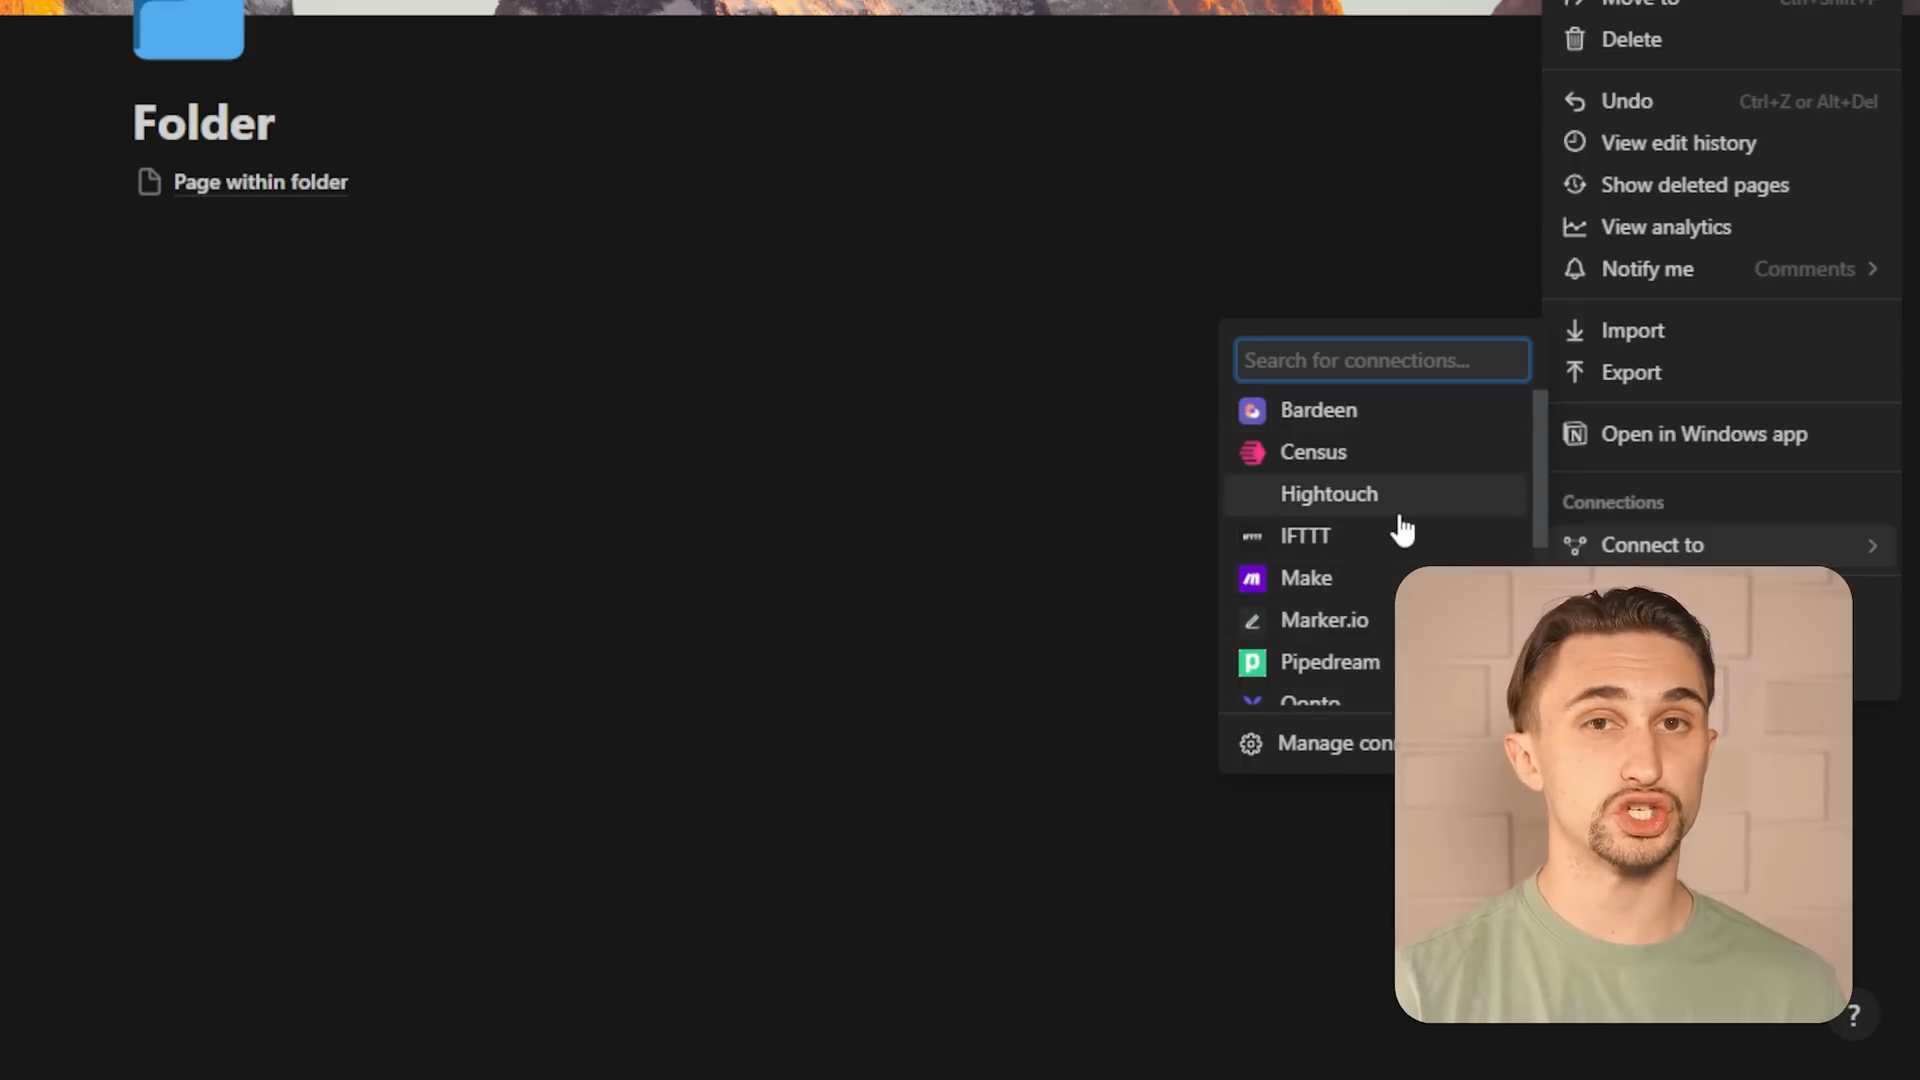 Move to Ctrl+Shift+P
Delete
Folder
Page within folder
Undo Ctrl+Z or Alt+Del
View edit history
Show deleted pages
View analytics
Notify me Comments
Search for connections...
Import
Export
Bardeen
Census
Hightouch
IFTTT
Make
Marker.io
Pipedream
Qonto
Manage con
Open in Windows app
Connections
Connect to
?